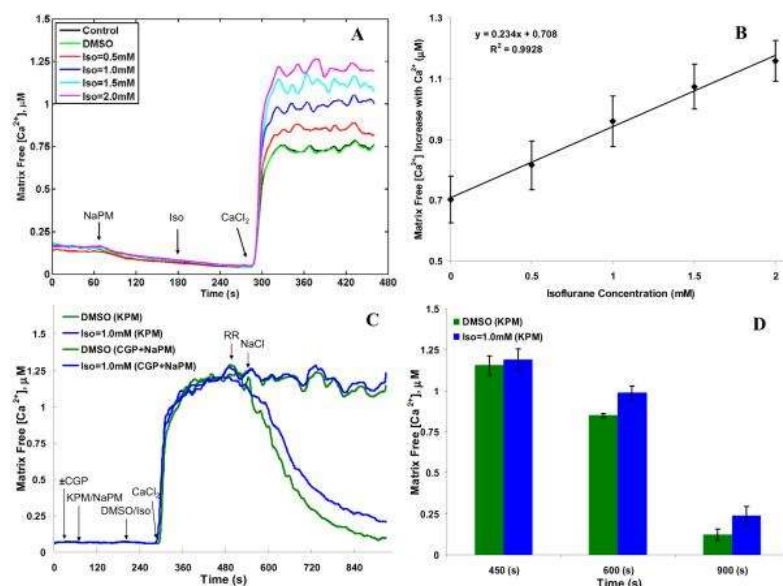 A
Control
DMSO
Iso=0.5mM
Iso=1.0mM
Iso=1.5mM
Iso=2.0mM
Matrix Free [Ca²⁺], μM
1.5
1.25
1
0.75
0.5
0.25
0
NaPM
Iso
CaCl₂
0 60 120 180 240 300 360 420 480
Time (s)
B
y = 0.234x + 0.708
R² = 0.9928
Matrix Free [Ca²⁺] Increase with Ca²⁺ (μM)
1.3
1.1
0.9
0.7
0.5
0 0.5 1 1.5 2
Isoflurane Concentration (mM)
C
DMSO (KPM)
Iso=1.0mM (KPM)
DMSO (CGP+NaPM)
Iso=1.0mM (CGP+NaPM)
RR
NaCl
Matrix Free [Ca²⁺], μM
1.5
1.25
1
0.75
0.5
0.25
0
±CGP
KPM/NaPM
DMSO/Iso
CaCl₂
0 120 240 360 480 600 720 840
Time (s)
D
DMSO (KPM)
Iso=1.0mM (KPM)
Matrix Free [Ca²⁺], μM
1.5
1.25
1
0.75
0.5
0.25
0
450 (s) 600 (s) 900 (s)
Time (s)